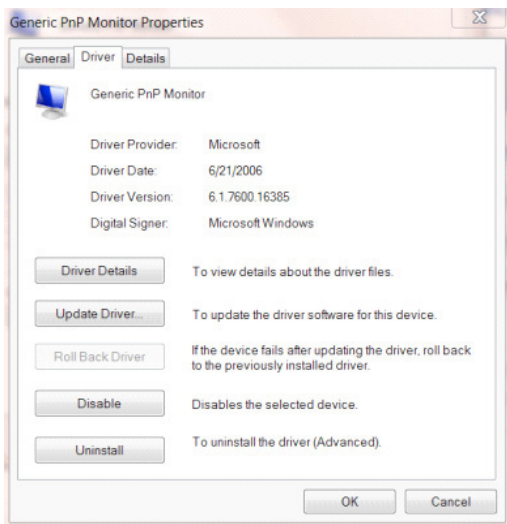 Generic PnP Monitor Properties
General Driver Details
Generic PnP Monitor
Driver Provider: Microsoft
Driver Date: 6/21/2006
Driver Version: 6.1.7600.16385
Digital Signer: Microsoft Windows
Driver Details To view details about the driver files.
Update Driver... To update the driver software for this device.
Roll Back Driver If the device fails after updating the driver, roll back
to the previously installed driver.
Disable Disables the selected device.
Uninstall To uninstall the driver (Advanced).
OK Cancel